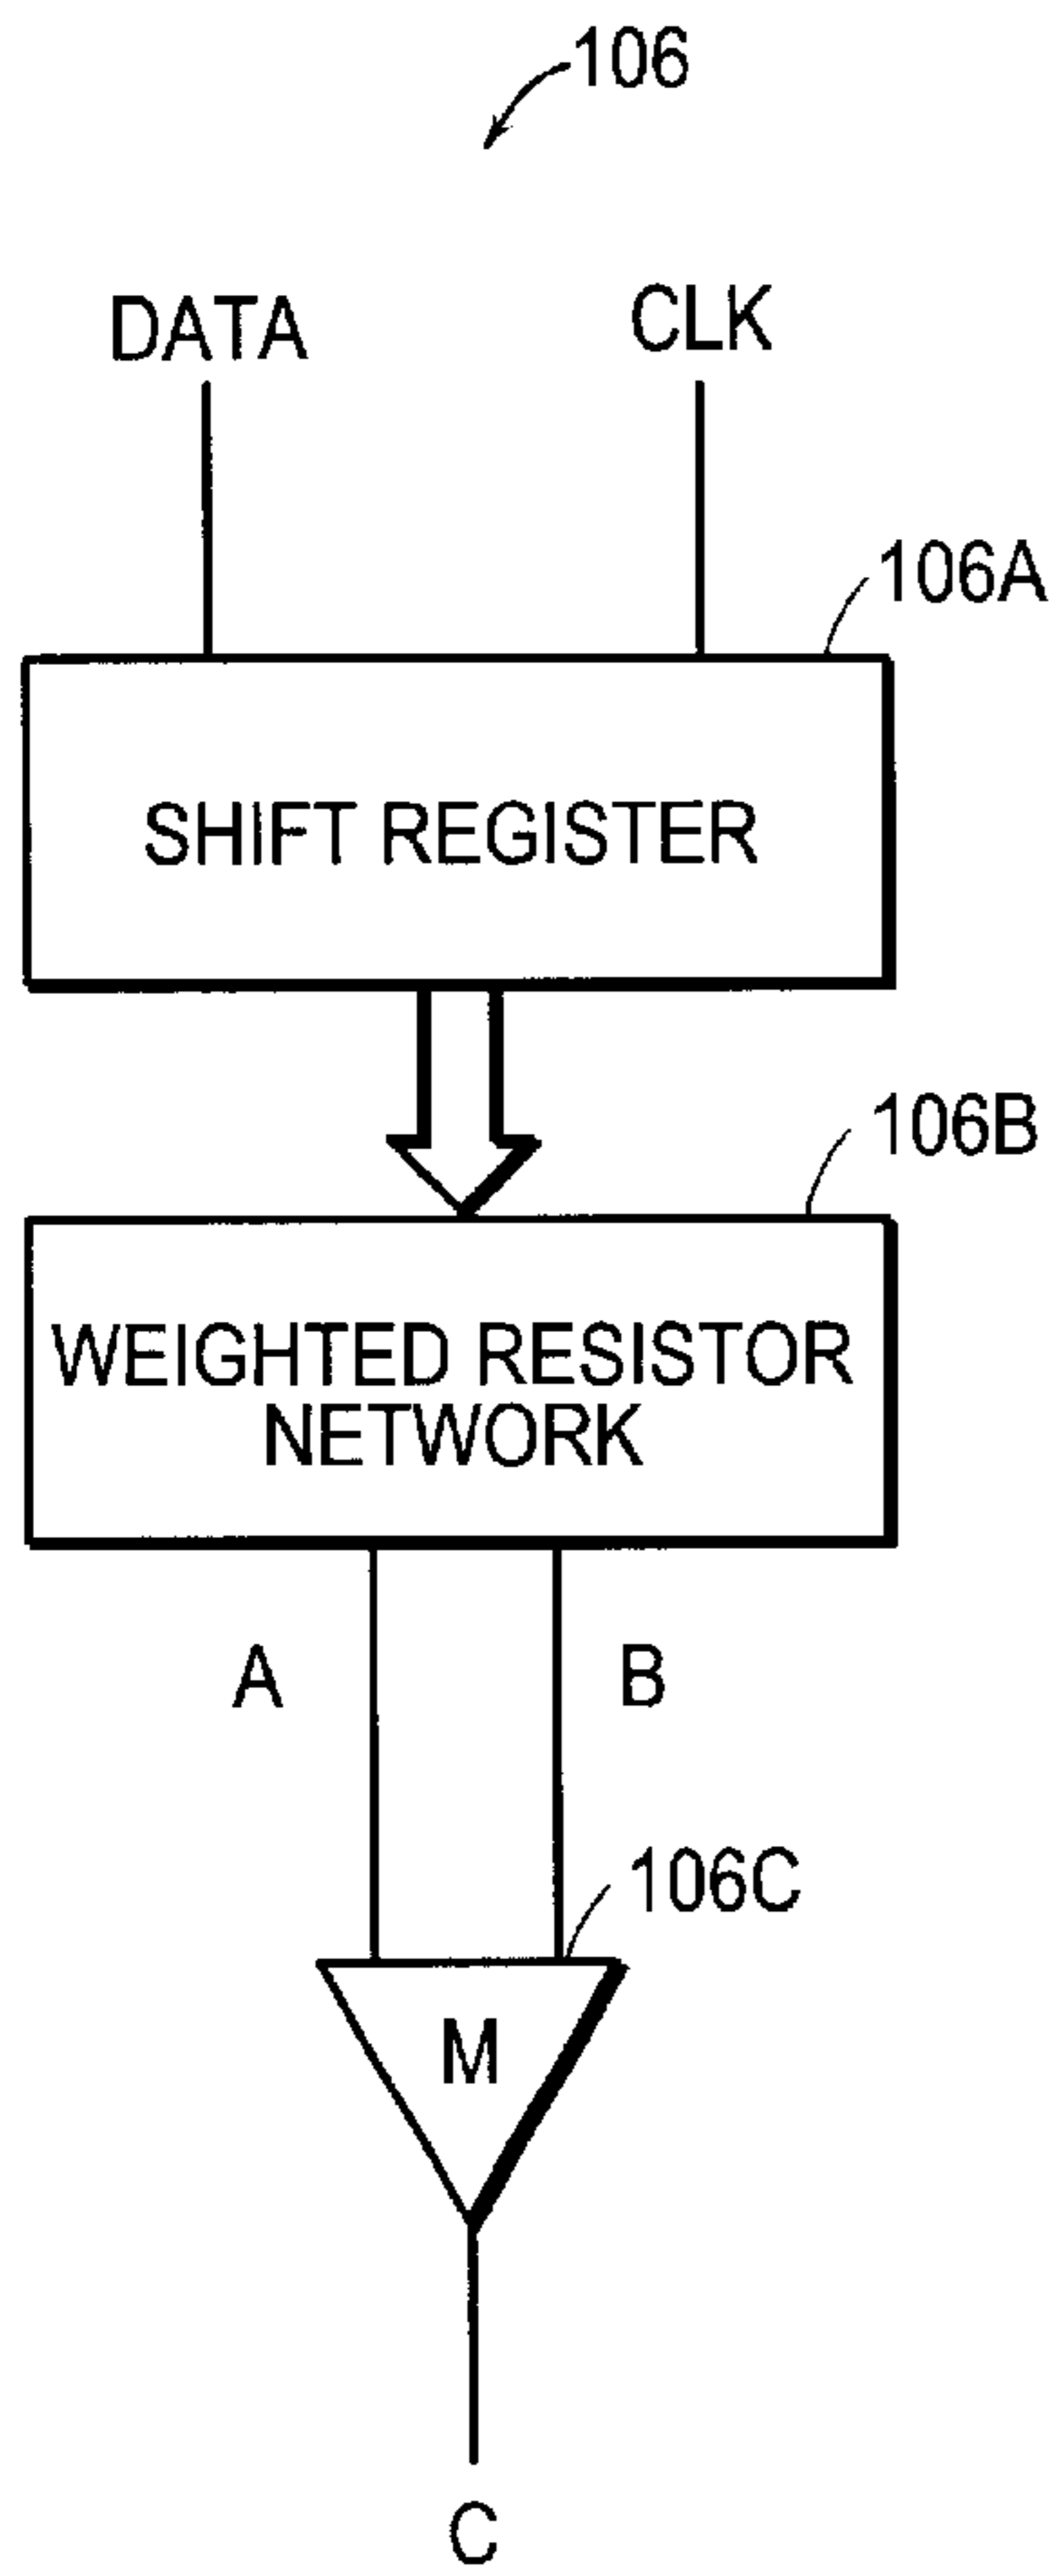 106
DATA
CLK
106A
SHIFT REGISTER
106B
WEIGHTED RESISTOR
NETWORK
A
B
106C
M
C